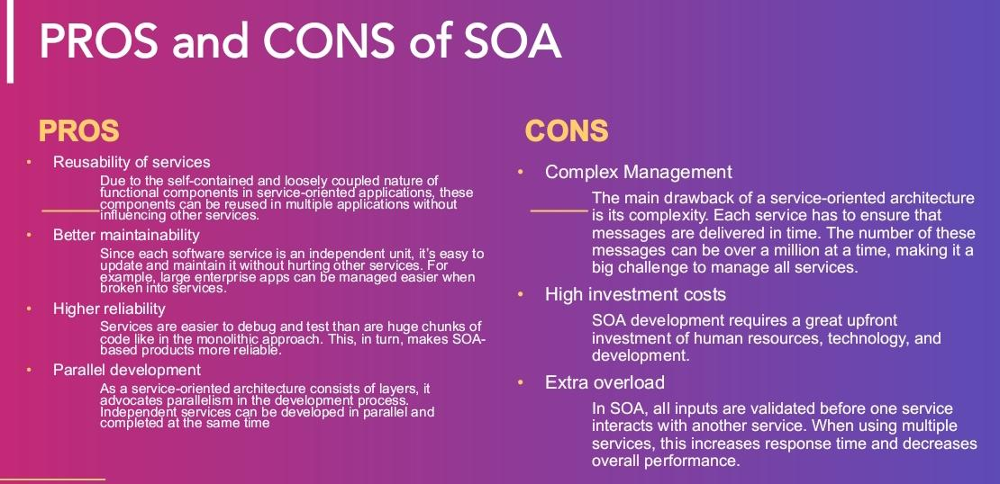 PROS and CONS of SOA
PROS
• Reusability of services
Due to the self-contained and loosely coupled nature of
functional components in service-oriented applications, these
components can be reused in multiple applications without
influencing other services.
• Better maintainability
Since each software service is an independent unit, it's easy to
update and maintain it without hurting other services. For
example, large enterprise apps can be managed easier when
broken into services.
• Higher reliability
Services are easier to debug and test than are huge chunks of
code like in the monolithic approach. This, in turn, makes SOA-
based products more reliable.
• Parallel development
As a service-oriented architecture consists of layers, it
advocates parallelism in the development process.
Independent services can be developed in parallel and
completed at the same time
CONS
• Complex Management
The main drawback of a service-oriented architecture
is its complexity. Each service has to ensure that
messages are delivered in time. The number of these
messages can be over a million at a time, making it a
big challenge to manage all services.
• High investment costs
SOA development requires a great upfront
investment of human resources, technology, and
development.
• Extra overload
In SOA, all inputs are validated before one service
interacts with another service. When using multiple
services, this increases response time and decreases
overall performance.